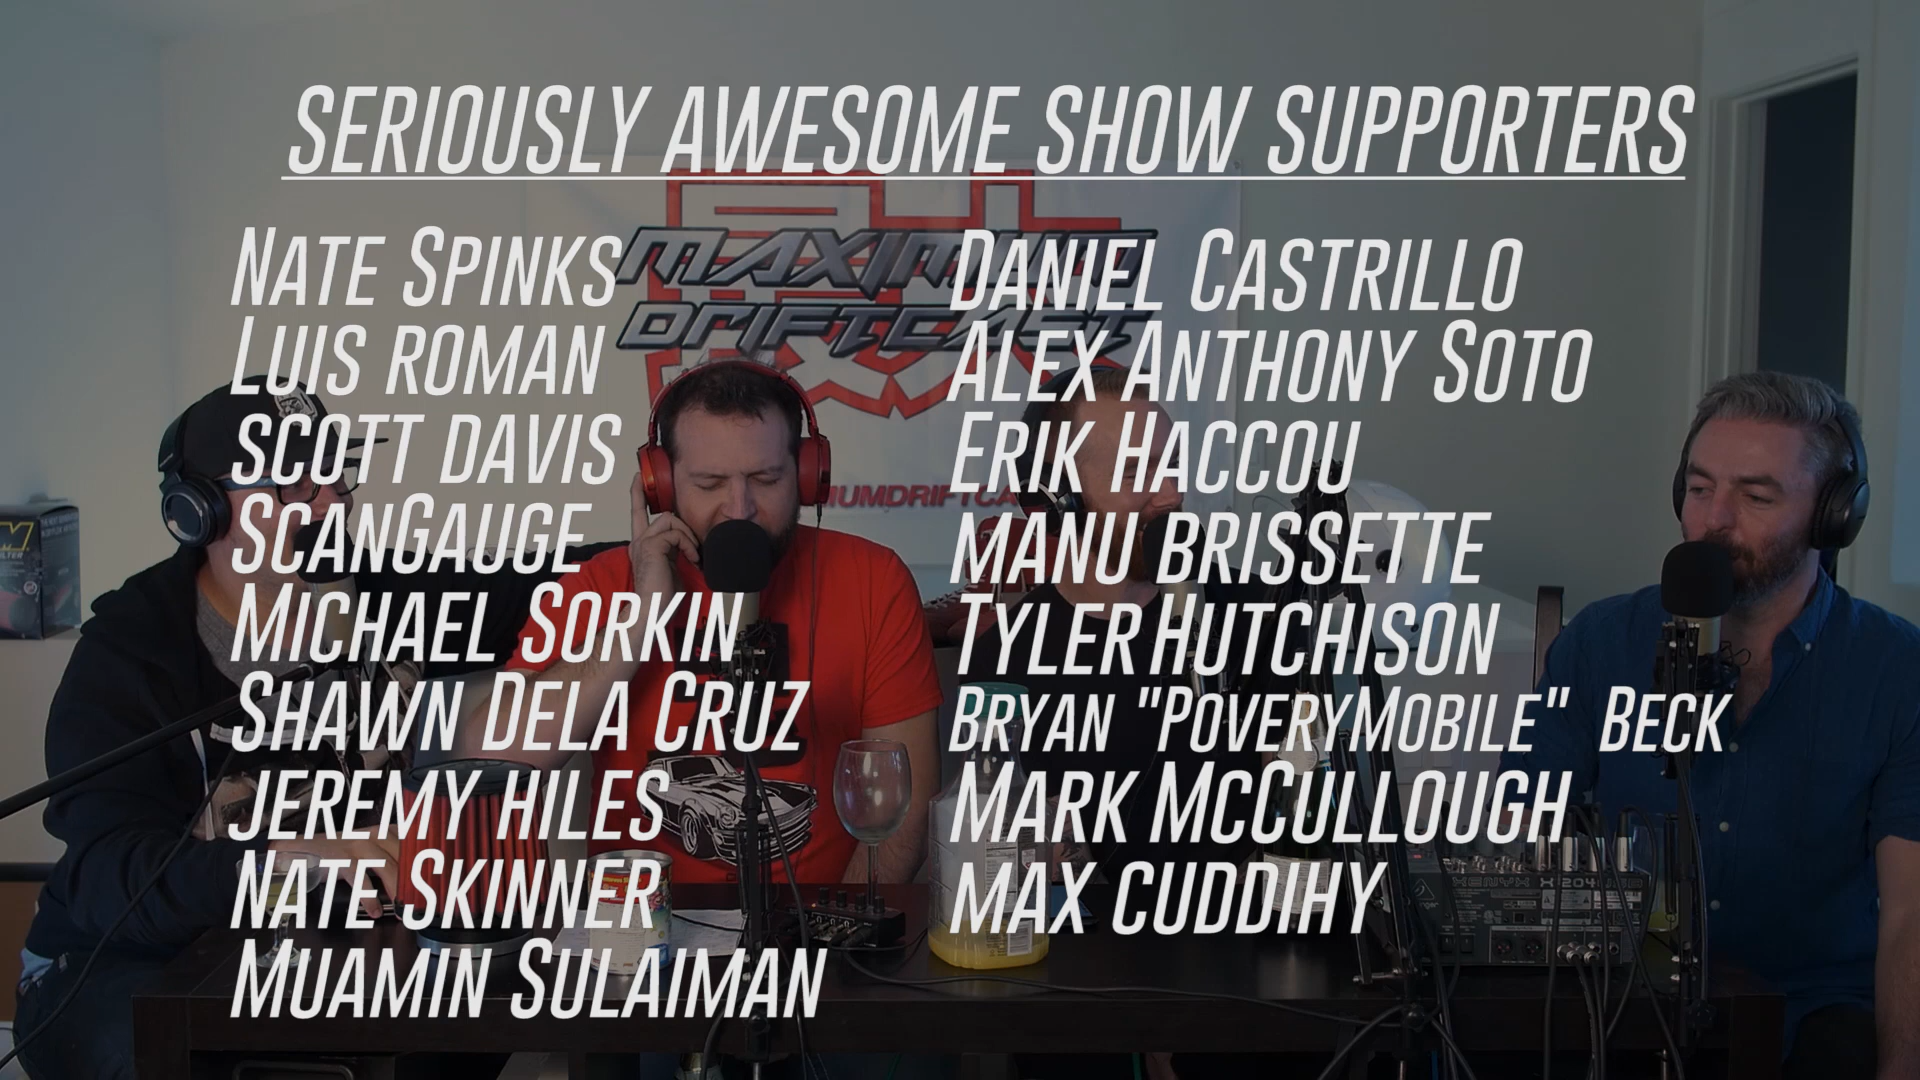 SERIOUSLY AWESOME SHOW SUPPORTERS
NATE SPINKS
LUIS ROMAN
SCOTT DAVIS
SCANGAUGE
MICHAEL SORKIN
SHAWN DELA CRUZ
JEREMY HILES
NATE SKINNER
MUAMIN SULAIMAN
DANIEL CASTRILLO
ALEX ANTHONY SOTO
ERIK HACCOU
MANU BRISSETTE
TYLER HUTCHISON
BRYAN "POVERYMOBILE" BECK
MARK MCCULLOUGH
MAX CUDDIHY
MAXIMUM
DRIFTCAST
XENYX